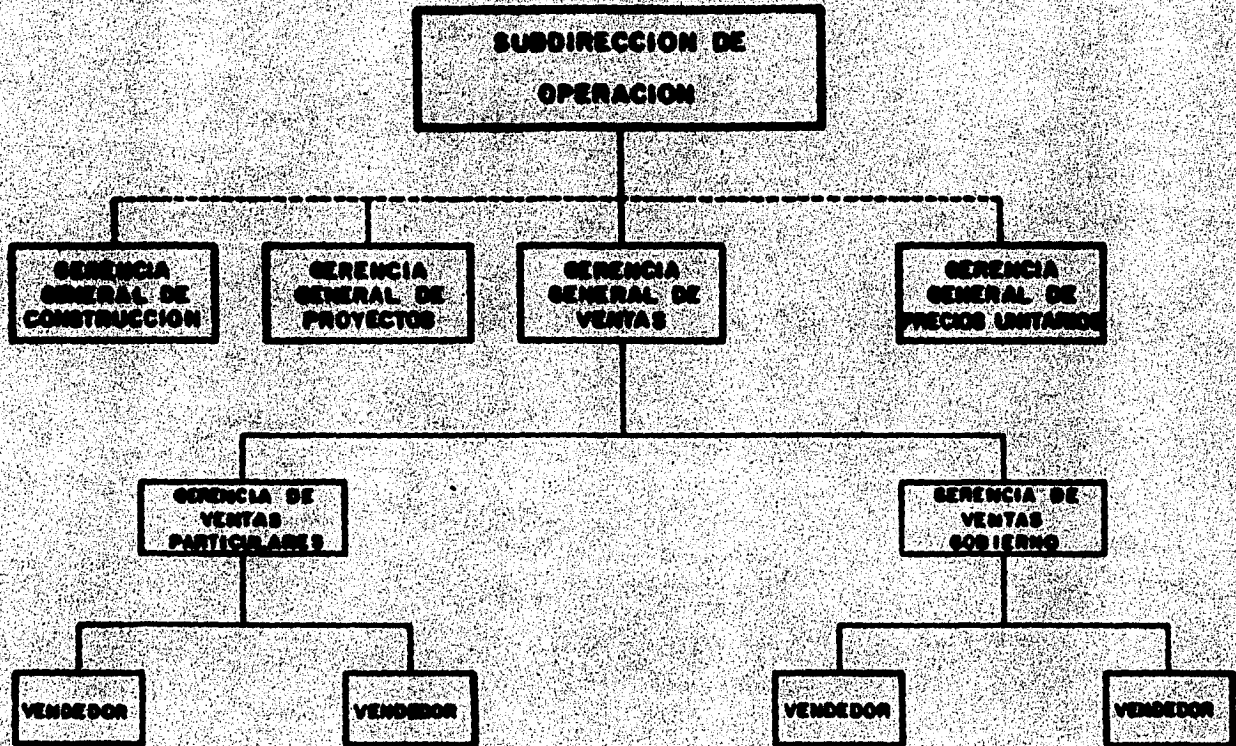 SUBDIRECCION DE
OPERACION
GERENCIA
GENERAL DE
CONSTRUCCION
GERENCIA
GENERAL DE
PROYECTOS
GERENCIA
GENERAL DE
VENTAS
GERENCIA
GENERAL DE
PRECIOS UNITARIOS
GERENCIA DE
VENTAS
PARTICULARES
GERENCIA DE
VENTAS
GOBIERNO
VENDEDOR
VENDEDOR
VENDEDOR
VENDEDOR